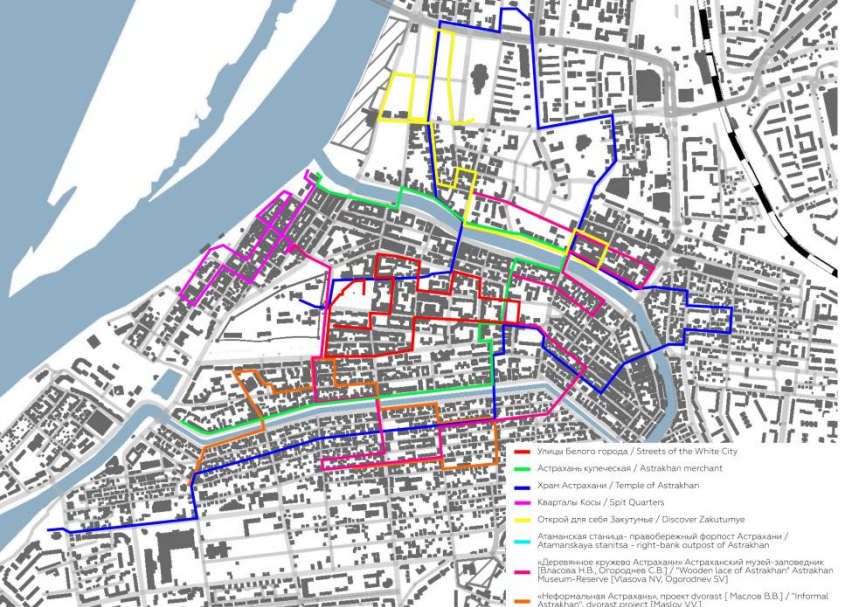 Улицы Белого города / Streets of the White City
Астрахань купеческая / Astrakhan merchant
Храм Астрахани / Temple of Astrakhan
Кварталы Косы / Spit Quarters
Открой для себя Закутумье / Discover Zakutumye
Атаманская станица- правобережный форпост Астрахани /
Atamanskaya stanitsa - right-bank outpost of Astrakhan
«Деревянное кружево Астрахани» Астраханский музей-заповедник
[Власова Н.В., Огороднев С.В.] / "Wooden lace of Astrakhan" Astrakhan
Museum-Reserve [Vlasova NV, Ogorodnev SV]
«Неформальная Астрахань», проект dvorast [ Маслов В.В.] / "Informal
Astrakhan", dvorast project [Maslov V.V.]